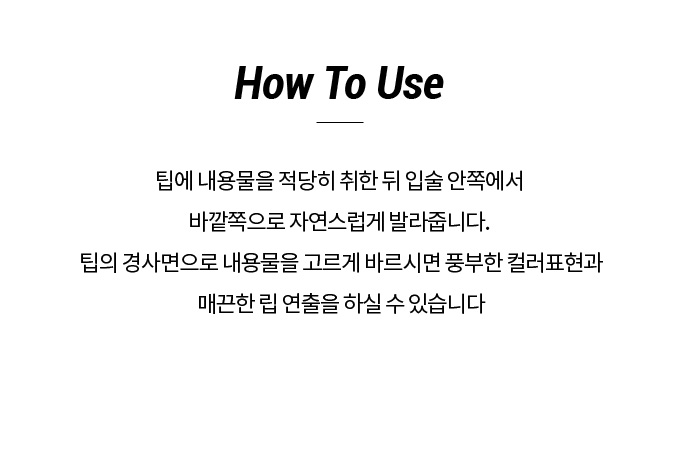 How To Use
팁에 내용물을 적당히 취한 뒤 입술 안쪽에서
바깥쪽으로 자연스럽게 발라줍니다.
팁의 경사면으로 내용물을 고르게 바르시면 풍부한 컬러표현과
매끈한 립 연출을 하실 수 있습니다